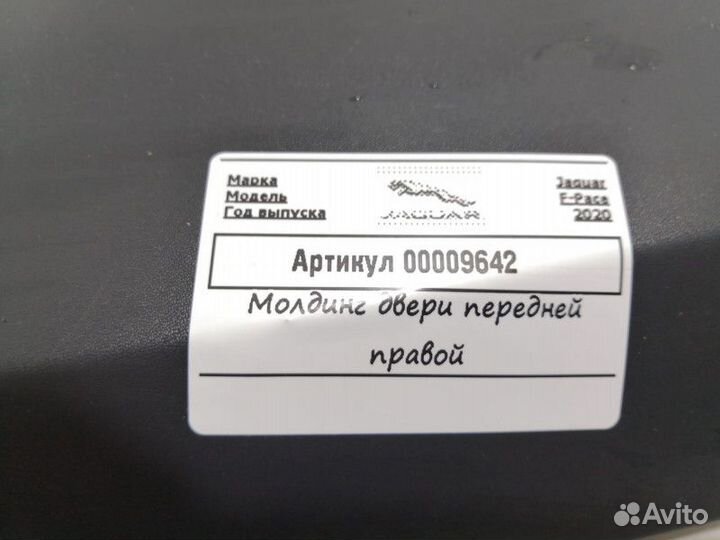 Марка Jaguar
Модель E-Pace
Год выпуска 2020
JAGUAR
Артикул 00009642
Молдинг двери передней
правой
Avito